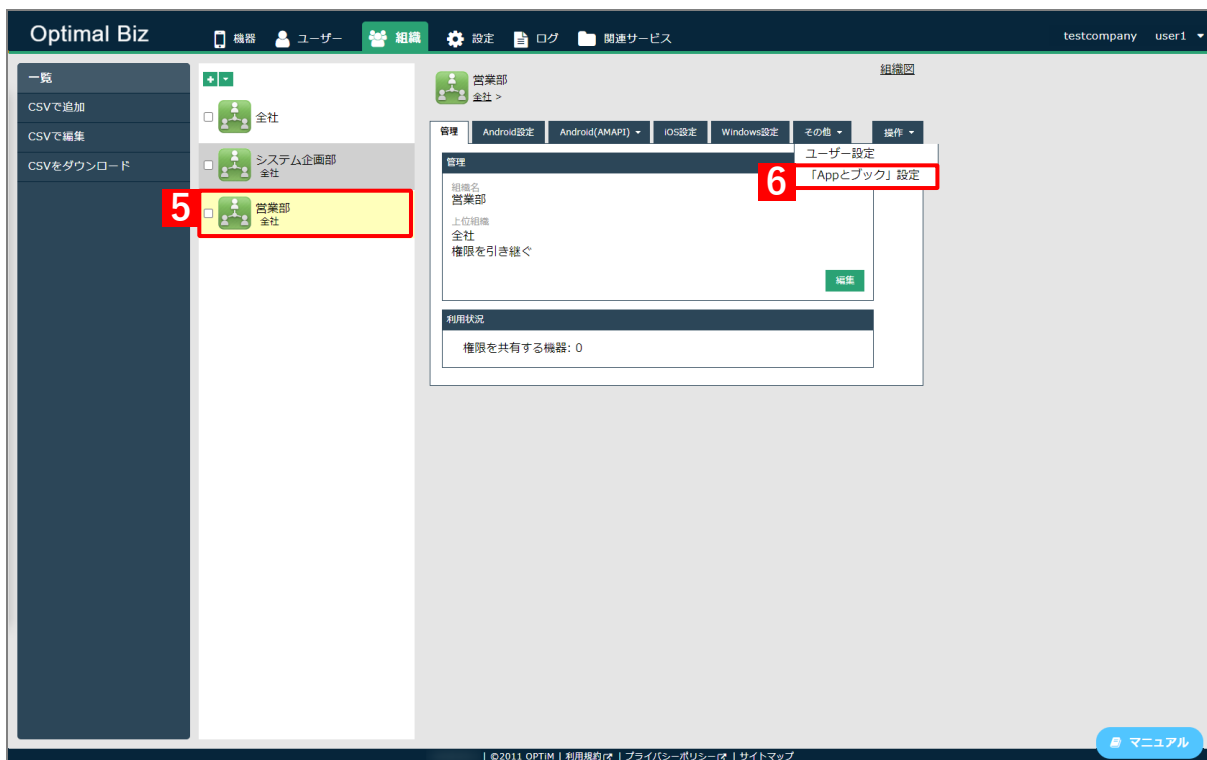 Optimal Biz
機器
ユーザー
組織
設定
ログ
関連サービス
testcompany
user1
一覧
CSVで追加
CSVで編集
CSVをダウンロード
全社
システム企画部
全社
5
営業部
全社
組織図
営業部
全社 >
管理
Android設定
Android(AMAPI)
iOS設定
Windows設定
その他
操作
ユーザー設定
6
「Appとブック」設定
管理
組織名
営業部
上位組織
全社
権限を引き継ぐ
編集
利用状況
権限を共有する機器: 0
マニュアル
| ©2011 OPTiM | 利用規約 | プライバシーポリシー | サイトマップ